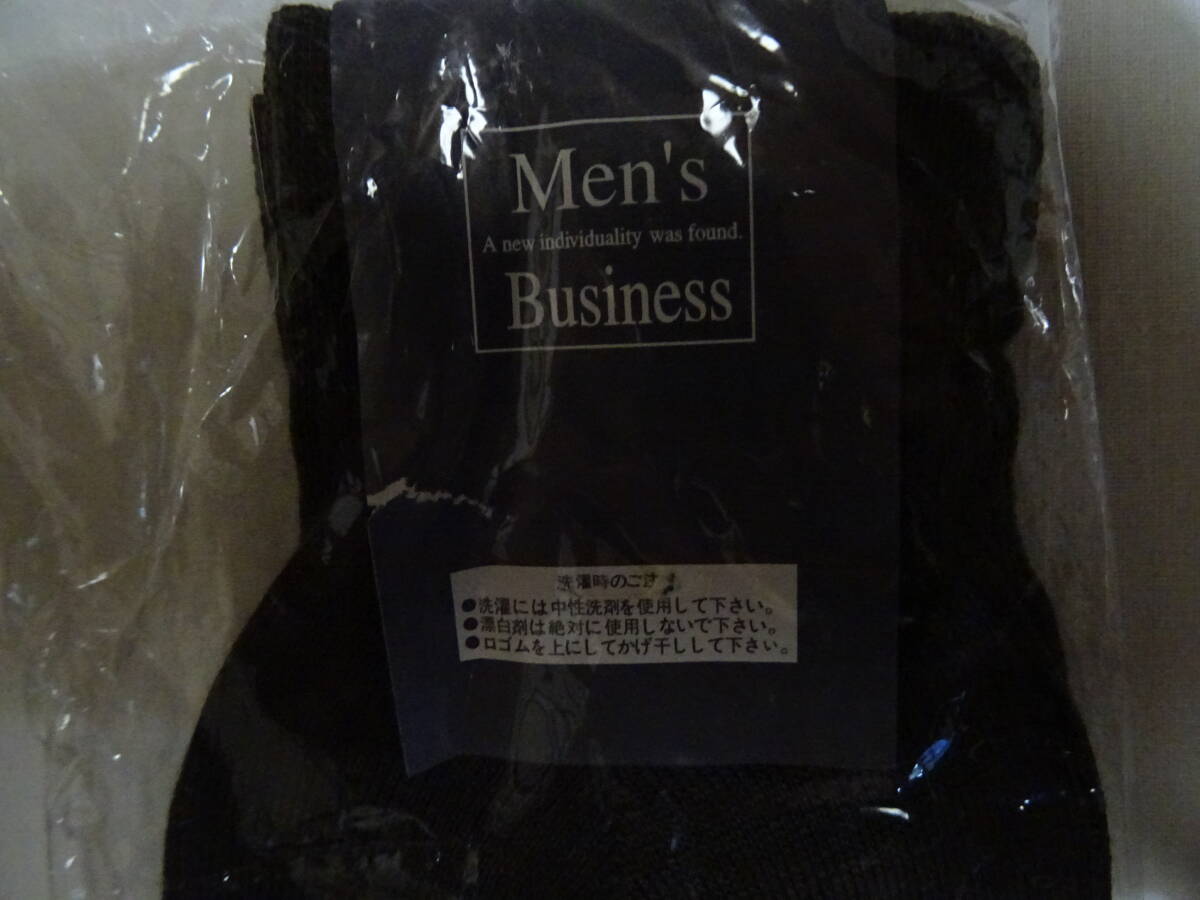 Men's
A new individuality was found.
Business
洗濯時のご注
●洗濯には中性洗剤を使用して下さい。
●漂白剤は絶対に使用しないで下さい。
●口ゴムを上にしてかげ干しして下さい。